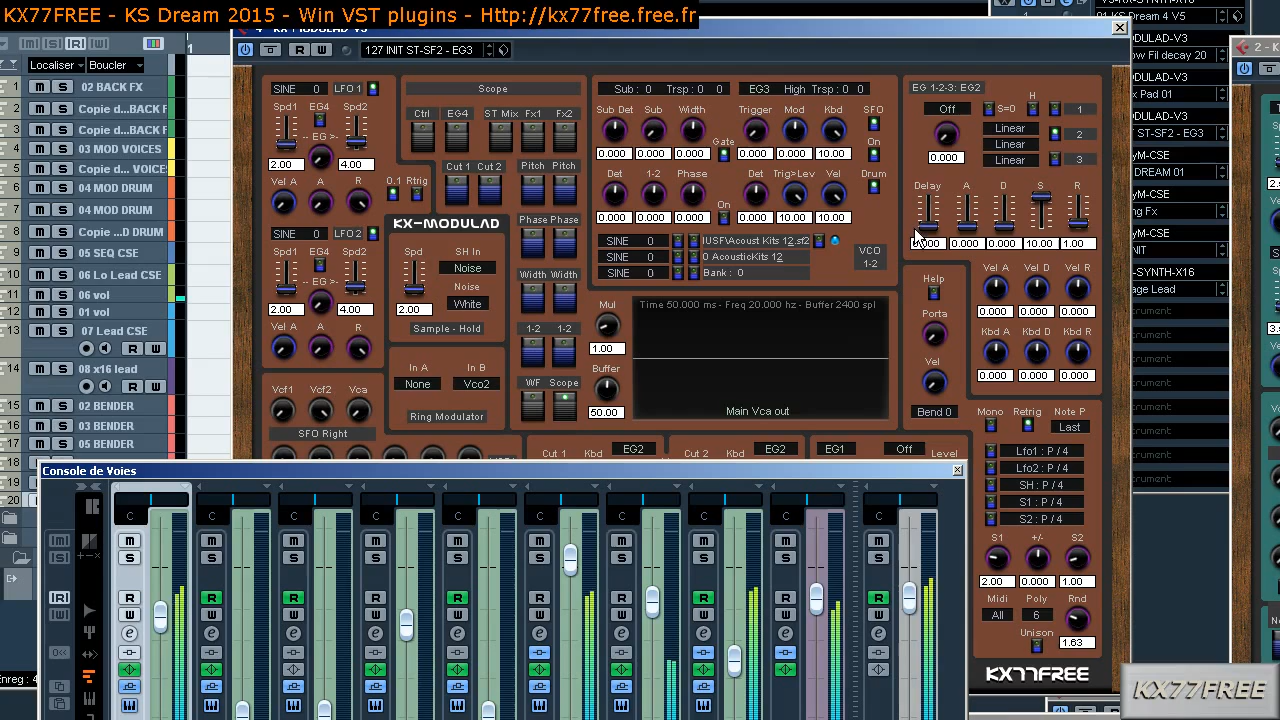 KX77FREE - KS Dream 2015 - Win VST plugins - Http://kx77free.free.fr
127 INIT ST-SF2 - EG3
R W
Localiser
Boucler
1
02 BACK FX
Copie d...BACK F
Copie d...BACK F
03 MOD VOICES
Copie d...VOICES
04 MOD DRUM
04 MOD DRUM
Copie ...D DRUM
05 SEQ CSE
06 Lo Lead CSE
06 vol
01 vol
07 Lead CSE
08 x16 lead
02 BENDER
03 BENDER
05 BENDER
SINE 0 LFO 1
Spd1 EG4 Spd2
EG
2.00 4.00
Vel A A R
0.1 Rtrig
SINE 0 LFO 2
Spd1 EG4 Spd2
EG
2.00 4.00
Vel A A R
Vcf1 Vcf2 Vca
SFO Right
Scope
Ctrl EG4 ST Mix Fx1 Fx2
Cut 1 Cut 2 Pitch Pitch
KX-MODULAD
Phase Phase
Spd SH In
Noise
Noise
White
2.00
Sample - Hold
Width Width
1-2 1-2
In A In B
None Vco2
Ring Modulator
WF Scope
Sub : 0 Trsp : 0 EG3 High Trsp : 0
Sub Det Sub Width Trigger Mod Kbd SFO
Gate On
0.000 0.000 0.000 0.000 0.000 10.00
Det 1-2 Phase Det Trig Lev Vel Drum
On
0.000 0.000 0.000 0.000 10.00 10.00
SINE 0 IUSF\Acoust Kits 12.sf2
SINE 0 0 AcousticKits 12
SINE 0 Bank : 0
VCO
1-2
Mul
1.00
Buffer
50.00
Time 50.000 ms - Freq 20.000 hz - Buffer 2400 spl
Main Vca out
EG 1-2-3: EG2
Off S=0 H 1
Linear 2
Linear
Linear 3
0.000
Delay A D S R
0.000 0.000 10.00 1.00
Help
Porta
Vel
Bend 0
Vel A Vel D Vel R
0.000 0.000 0.000
Kbd A Kbd D Kbd R
0.000 0.000 0.000
Mono Retrig Note P
Last
Lfo1 : P / 4
Lfo2 : P / 4
SH : P / 4
S1 : P / 4
S2 : P / 4
S1 +/- S2
2.00 0.000 1.00
Midi Poly Rnd
All 6
Unison
1.63
KX77FREE
Cut 1 Kbd EG2 Cut 2 Kbd EG2 EG1 Off Level
Console de Voies
C C C C C C C C C C
KX77FREE